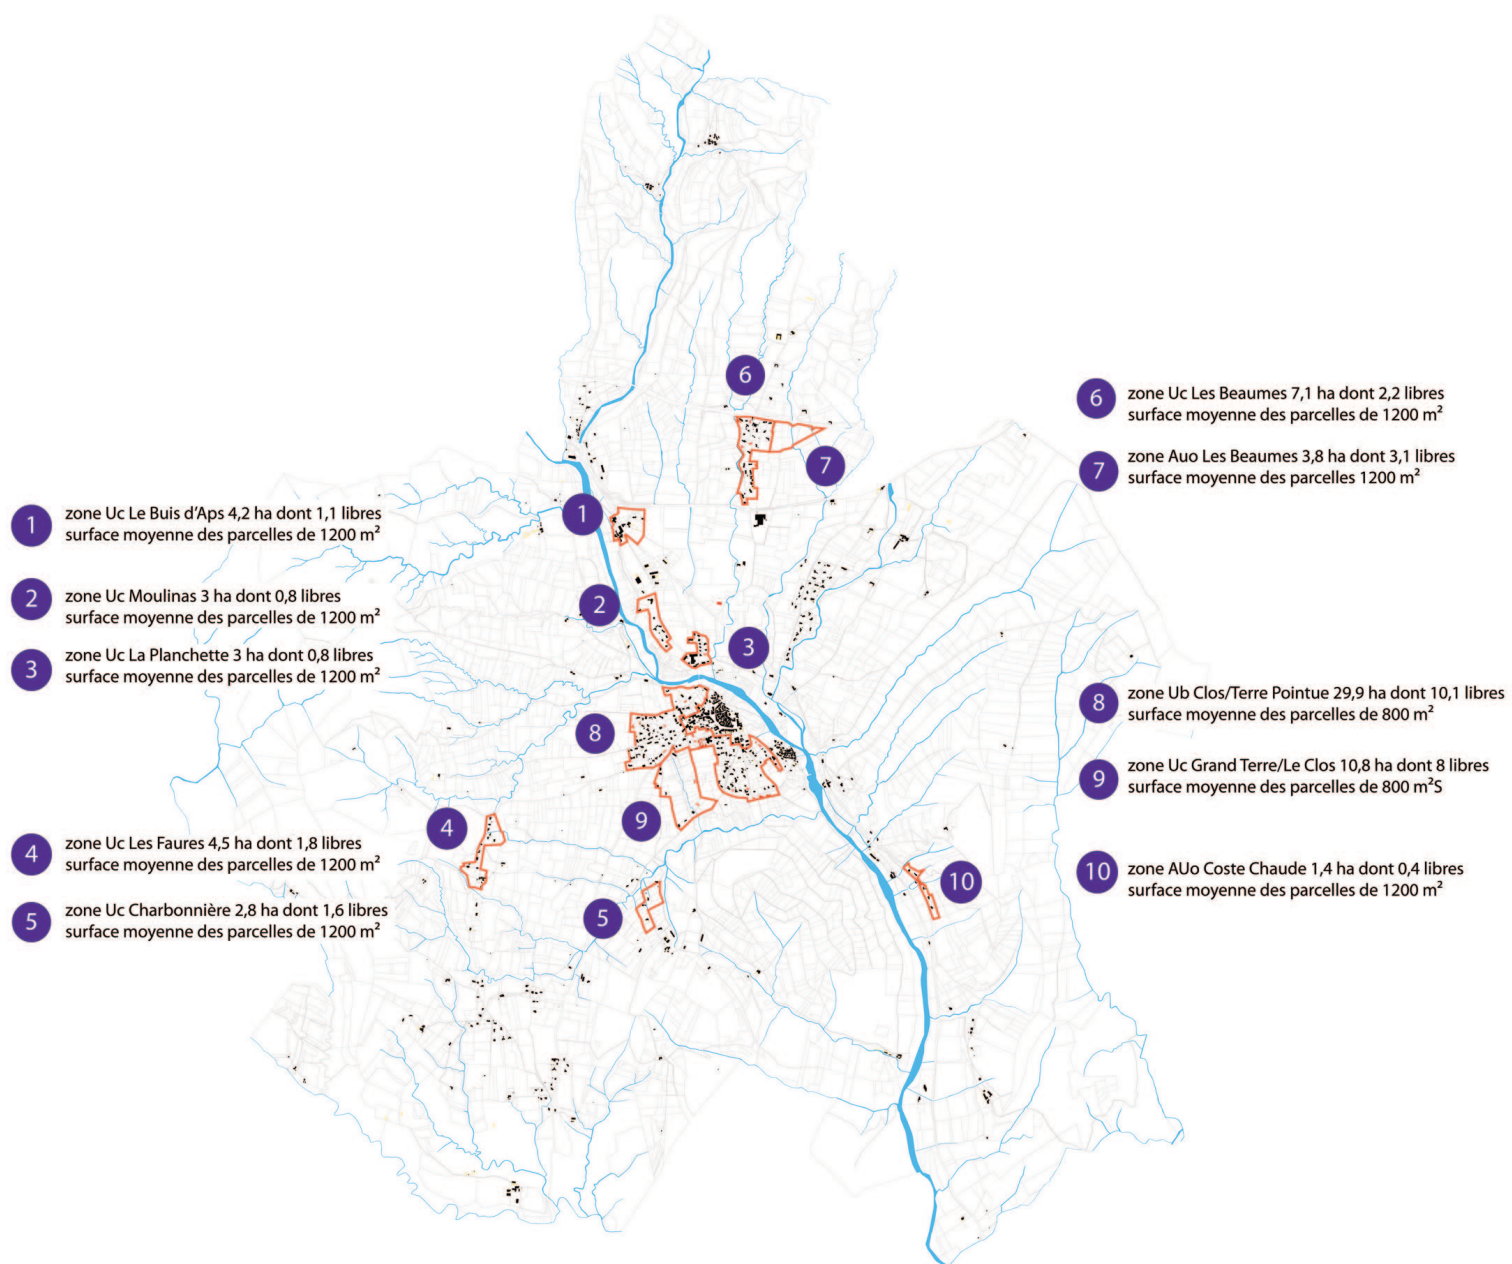 1
zone Uc Le Buis d'Aps 4,2 ha dont 1,1 libres
surface moyenne des parcelles de 1200 m²
2
zone Uc Moulinas 3 ha dont 0,8 libres
surface moyenne des parcelles de 1200 m²
3
zone Uc La Planchette 3 ha dont 0,8 libres
surface moyenne des parcelles de 1200 m²
4
zone Uc Les Faures 4,5 ha dont 1,8 libres
surface moyenne des parcelles de 1200 m²
5
zone Uc Charbonnière 2,8 ha dont 1,6 libres
surface moyenne des parcelles de 1200 m²
6
7
1
2
3
8
9
4
5
10
6
zone Uc Les Beaumes 7,1 ha dont 2,2 libres
surface moyenne des parcelles de 1200 m²
7
zone Auo Les Beaumes 3,8 ha dont 3,1 libres
surface moyenne des parcelles 1200 m²
8
zone Ub Clos/Terre Pointue 29,9 ha dont 10,1 libres
surface moyenne des parcelles de 800 m²
9
zone Uc Grand Terre/Le Clos 10,8 ha dont 8 libres
surface moyenne des parcelles de 800 m²S
10
zone AUo Coste Chaude 1,4 ha dont 0,4 libres
surface moyenne des parcelles de 1200 m²